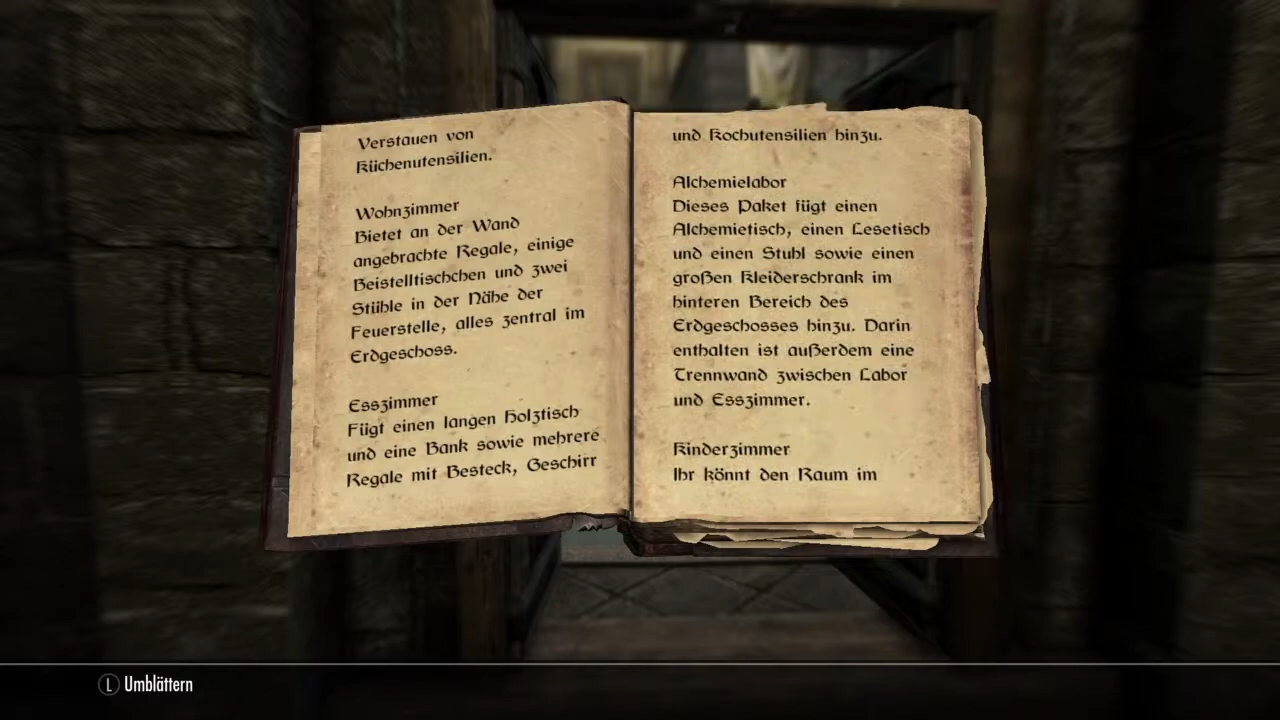 Verstauen von
Küchenutensilien.
Wohnzimmer
Bietet an der Wand
angebrachte Regale, einige
Beistelltischchen und zwei
Stühle in der Nähe der
Feuerstelle, alles zentral im
Erdgeschoss.
Esszimmer
Fügt einen langen Holztisch
und eine Bank sowie mehrere
Regale mit Besteck, Geschirr
und Kochutensilien hinzu.
Alchemielabor
Dieses Paket fügt einen
Alchemietisch, einen Lesetisch
und einen Stuhl sowie einen
großen Kleiderschrank im
hinteren Bereich des
Erdgeschosses hinzu. Darin
enthalten ist außerdem eine
Trennwand zwischen Labor
und Esszimmer.
Kinderzimmer
Ihr könnt den Raum im
L Umblättern